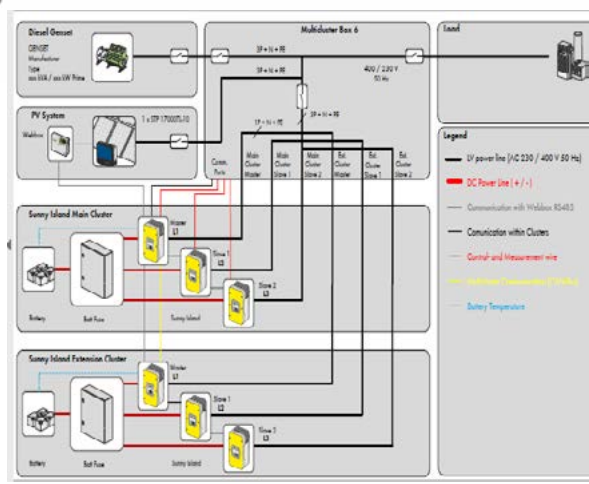 Diesel Genset
GENSET
Manufacturer
Type
xxx kVA / xxx kW Prime
Multicluster Box 6
3P + N + PE
3P + N + PE
400 / 230 V
50 Hz
3P + N + PE
1P + N + PE
Load
PV System
Webbox
1 x STP 17000TL-10
Comm.
Ports
Main
Cluster
Master
Main
Cluster
Slave 1
Main
Cluster
Slave 2
Ext.
Cluster
Master
Ext.
Cluster
Slave 1
Ext.
Cluster
Slave 2
Legend
LV power line (AC 230 / 400 V 50 Hz)
DC Power Line (+ / -)
Communication with Webbox RS485
Comunication within Clusters
Control- and Measurement wire
Battery Temperature
Sunny Island Main Cluster
Master
L1
Slave 1
L2
Slave 2
L3
Battery
Batt Fuse
Sunny Island
Sunny Island Extension Cluster
Master
L1
Slave 1
L2
Slave 2
L3
Battery
Batt Fuse
Sunny Island